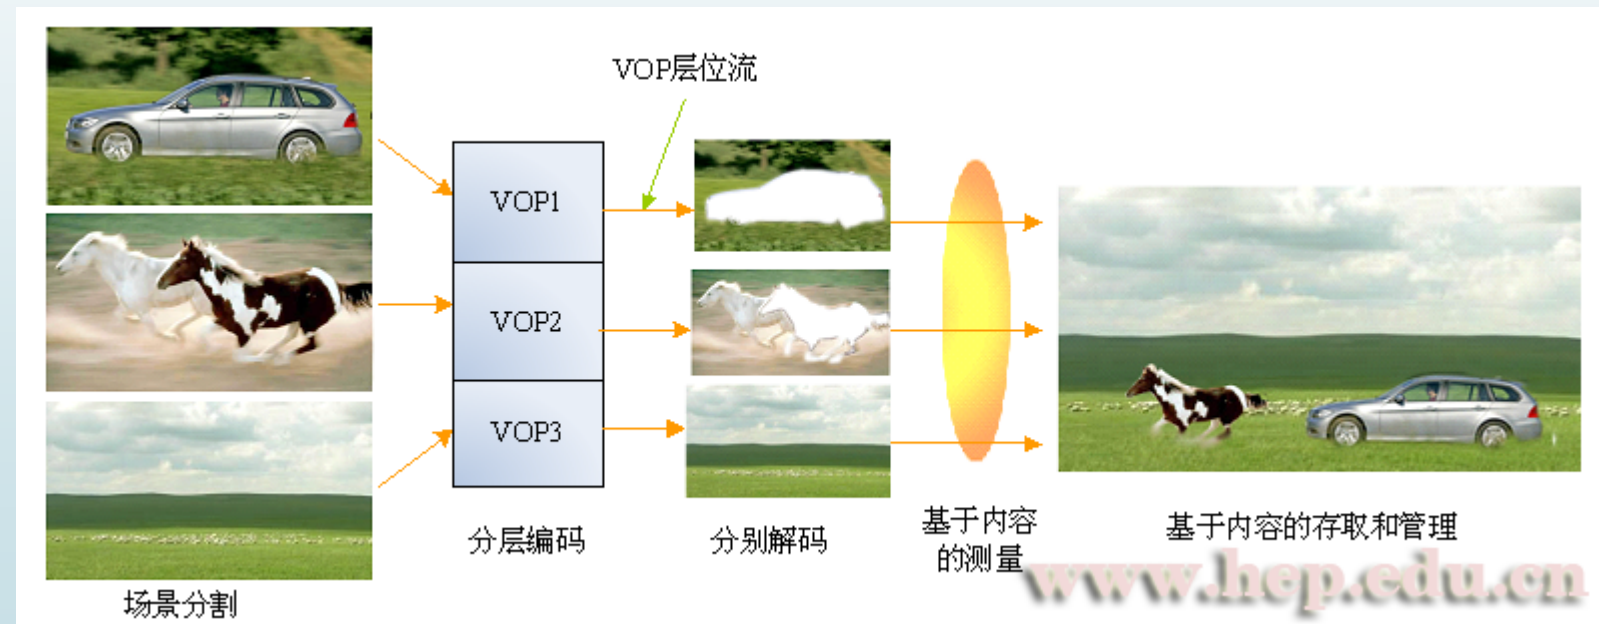 VOP层位流
VOP1
VOP2
VOP3
场景分割
分层编码
分别解码
基于内容
的测量
基于内容的存取和管理
www.hep.edu.cn